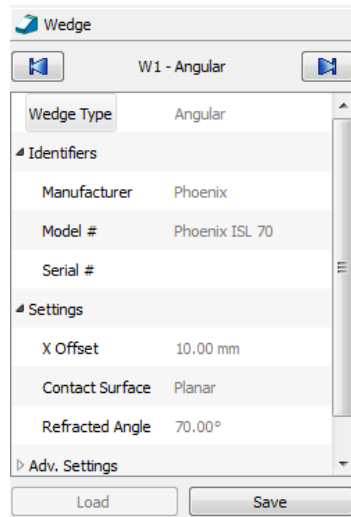 Wedge
W1 - Angular
Wedge Type Angular
Identifiers
Manufacturer Phoenix
Model # Phoenix ISL 70
Serial #
Settings
X Offset 10.00 mm
Contact Surface Planar
Refracted Angle 70.00°
Adv. Settings
Load Save